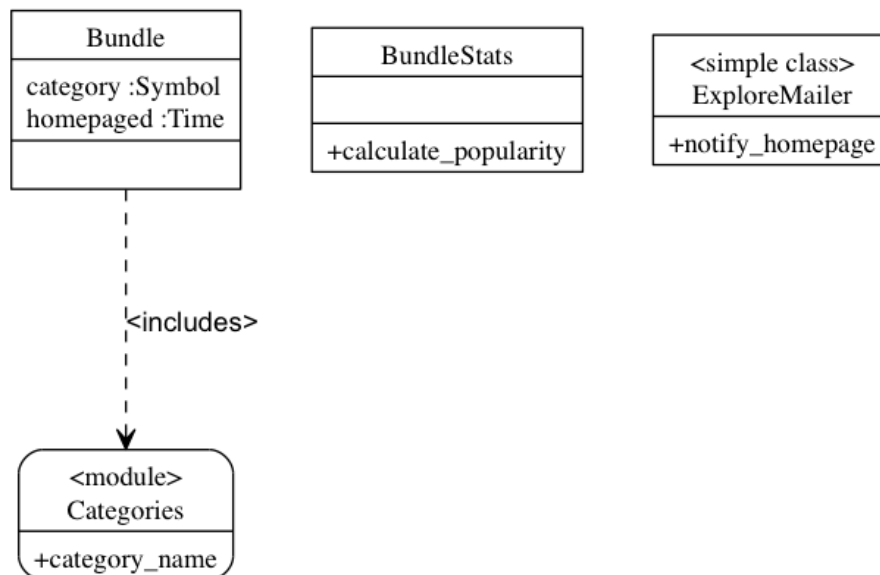 Bundle
category :Symbol
homepaged :Time
BundleStats
+calculate_popularity
<simple class>
ExploreMailer
+notify_homepage
<includes>
<module>
Categories
+category_name